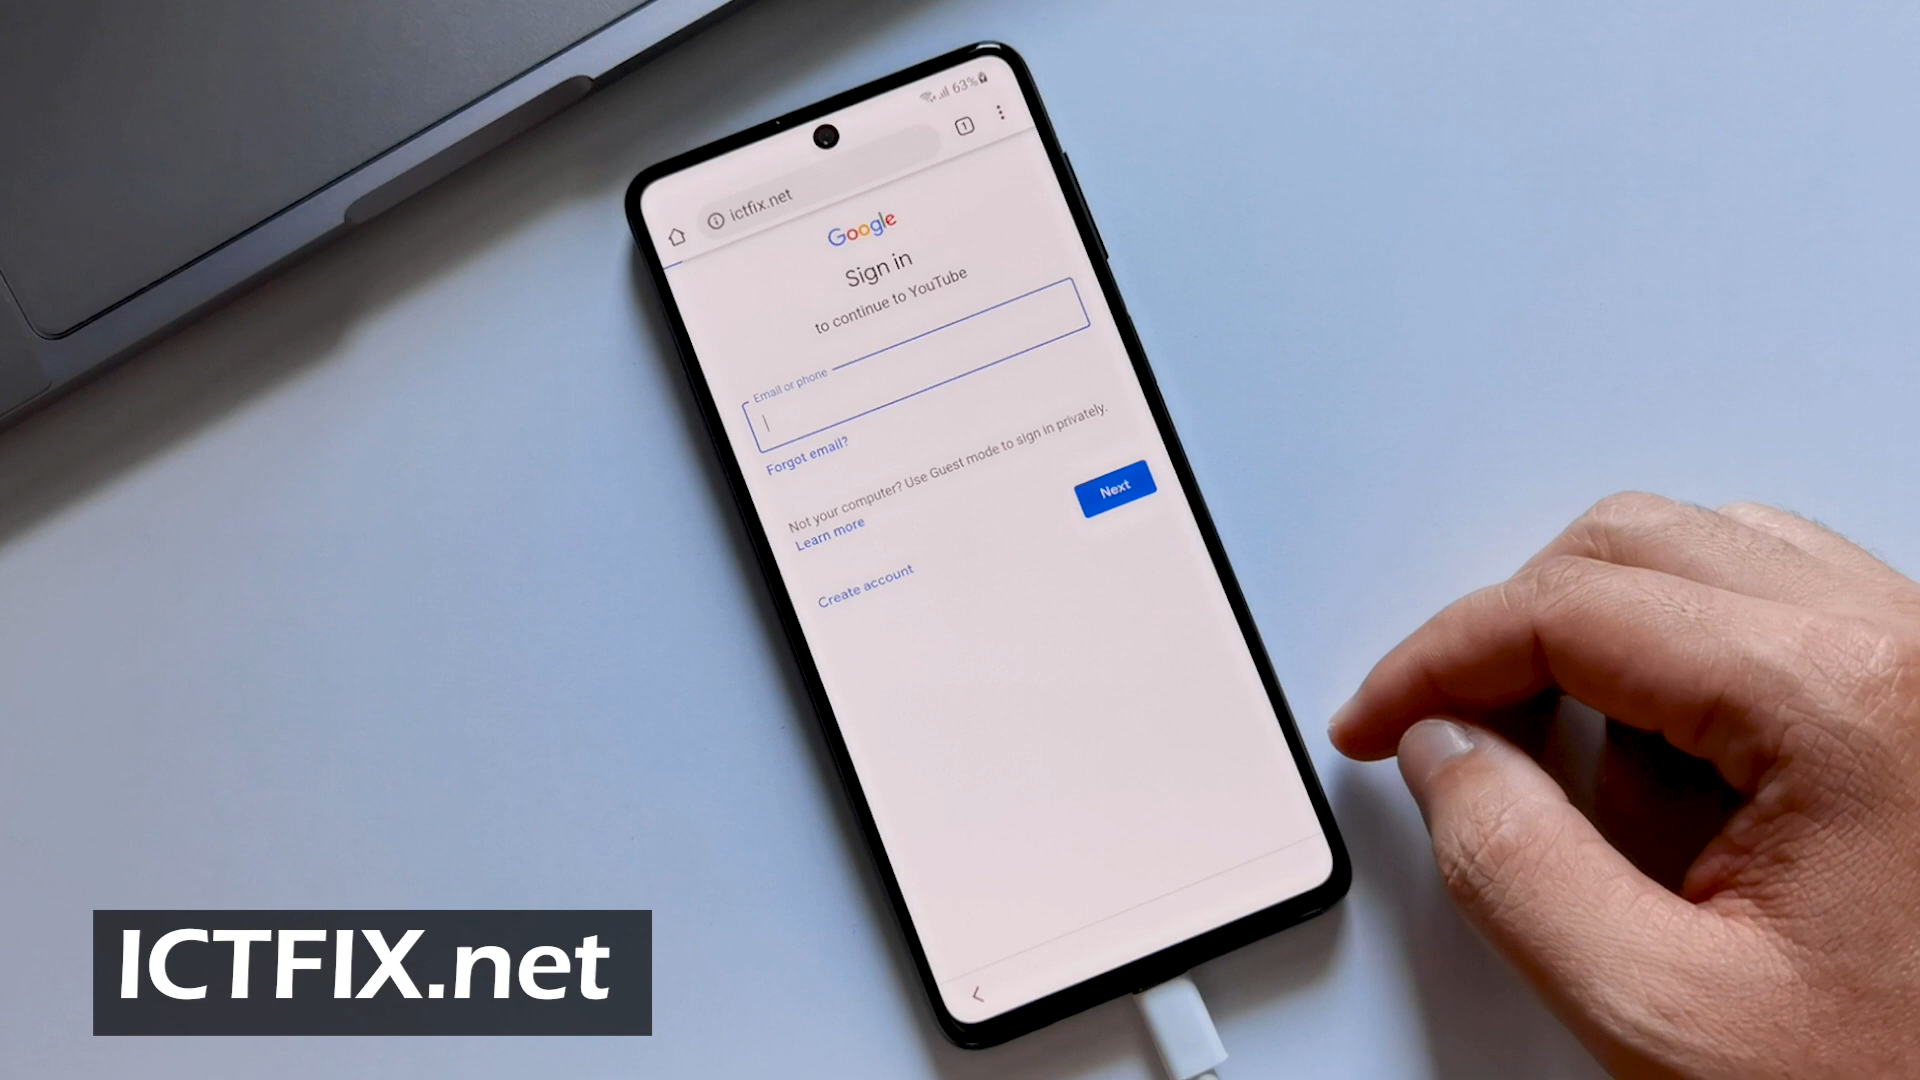 63%
1
ictfix.net
Google
Sign in
to continue to YouTube
Email or phone
Forgot email?
Not your computer? Use Guest mode to sign in privately.
Learn more
Next
Create account
ICTFIX.net